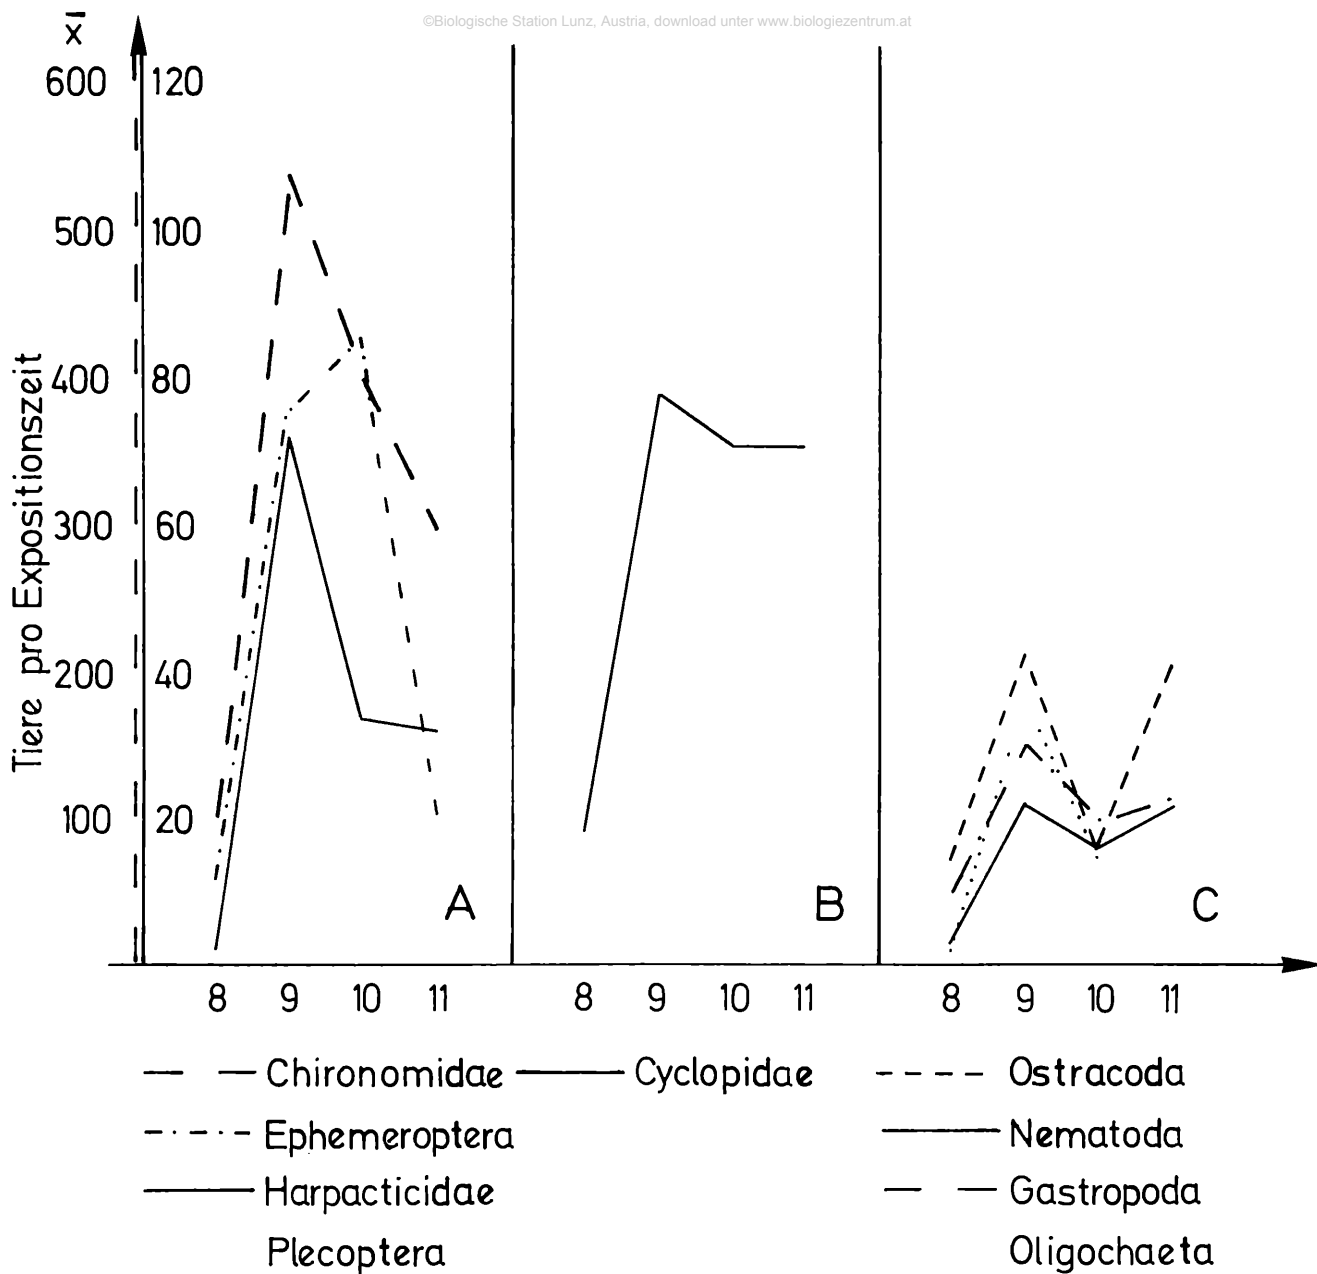 ©Biologische Station Lunz, Austria, download unter www.biologiezentrum.at
x̄
600 120
500 100
400 80
300 60
200 40
100 20
Tiere pro Expositionszeit
A B C
8 9 10 11 8 9 10 11 8 9 10 11
Chironomidae Cyclopidae Ostracoda
Ephemeroptera Nematoda
Harpacticidae Gastropoda
Plecoptera Oligochaeta